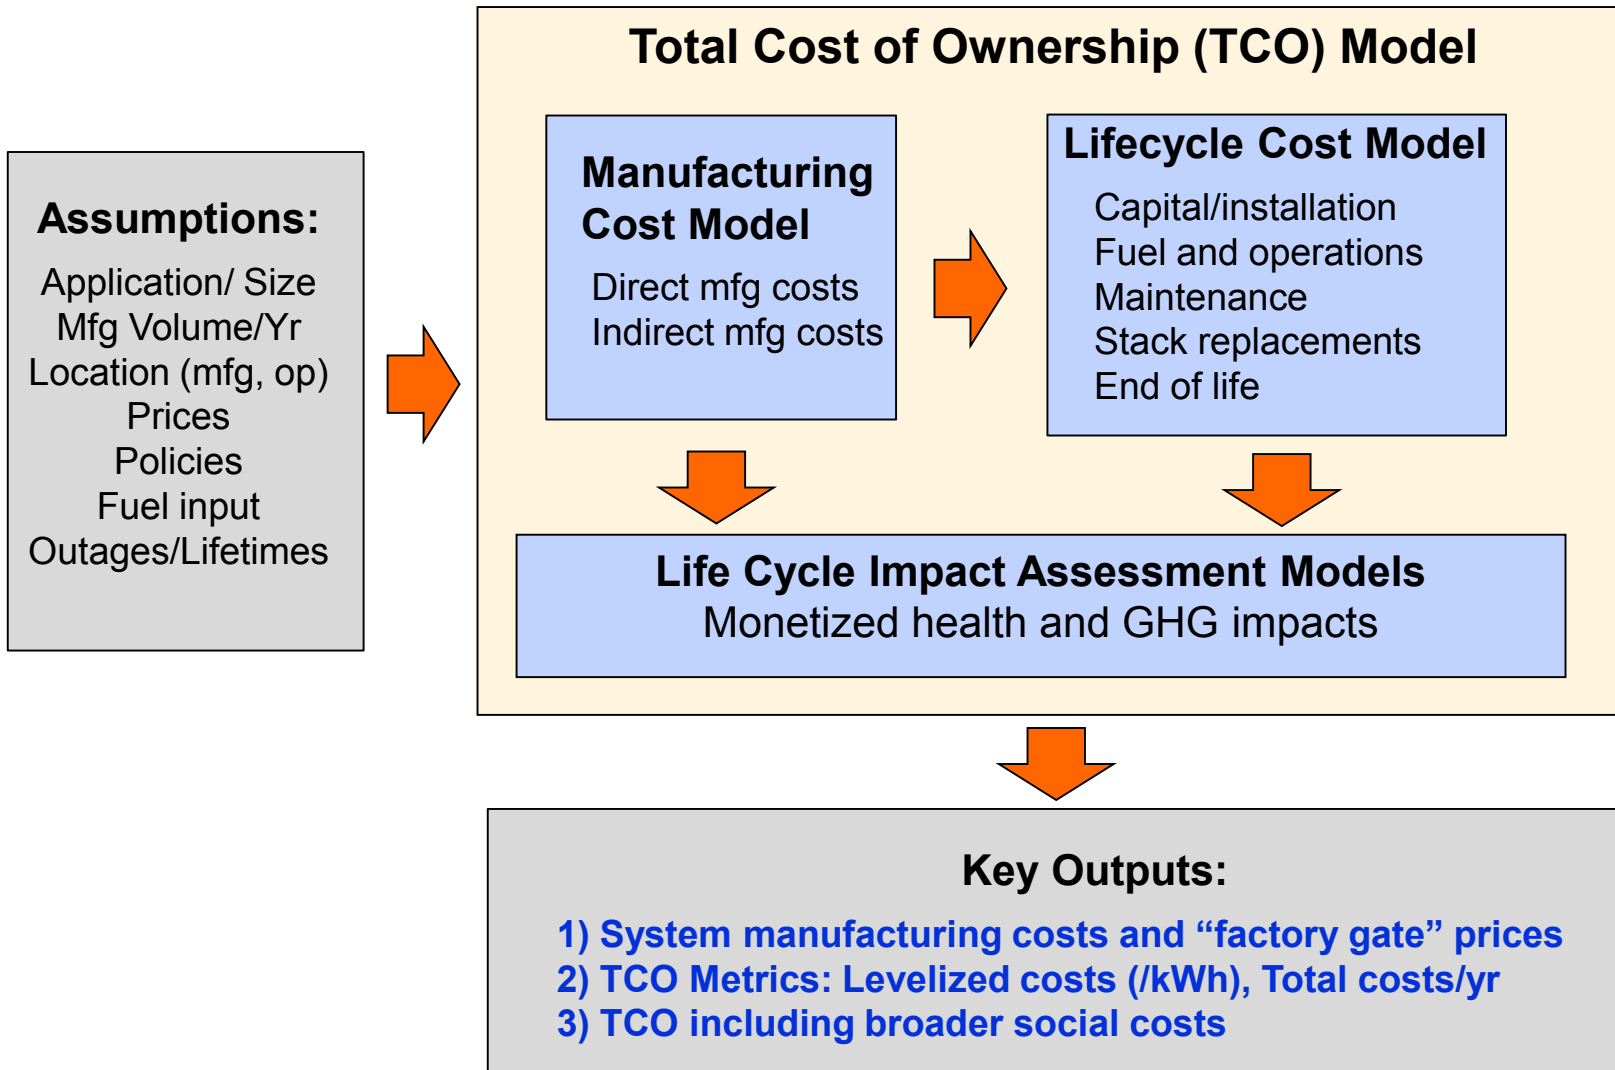 Total Cost of Ownership (TCO) Model
Assumptions:
Application/ Size
Mfg Volume/Yr
Location (mfg, op)
Prices
Policies
Fuel input
Outages/Lifetimes
Manufacturing
Cost Model
Direct mfg costs
Indirect mfg costs
Lifecycle Cost Model
Capital/installation
Fuel and operations
Maintenance
Stack replacements
End of life
Life Cycle Impact Assessment Models
Monetized health and GHG impacts
Key Outputs:
1) System manufacturing costs and “factory gate” prices
2) TCO Metrics: Levelized costs (/kWh), Total costs/yr
3) TCO including broader social costs